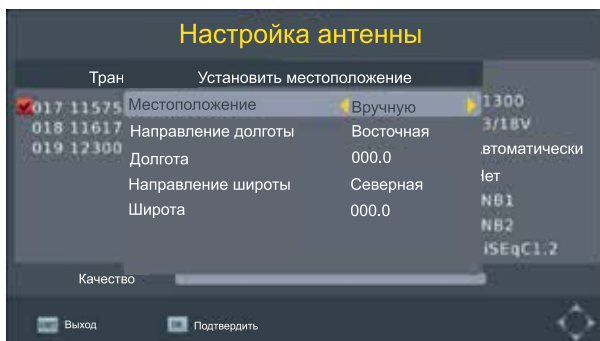 Настройка антенны
Тран
Установить местоположение
017 11575
018 11617
019 12300
Местоположение Вручную
Направление долготы Восточная
Долгота 000.0
Направление широты Северная
Широта 000.0
1300
3/18V
втоматически
Нет
NB1
NB2
iSEqC1.2
Качество
Выход
Подтвердить